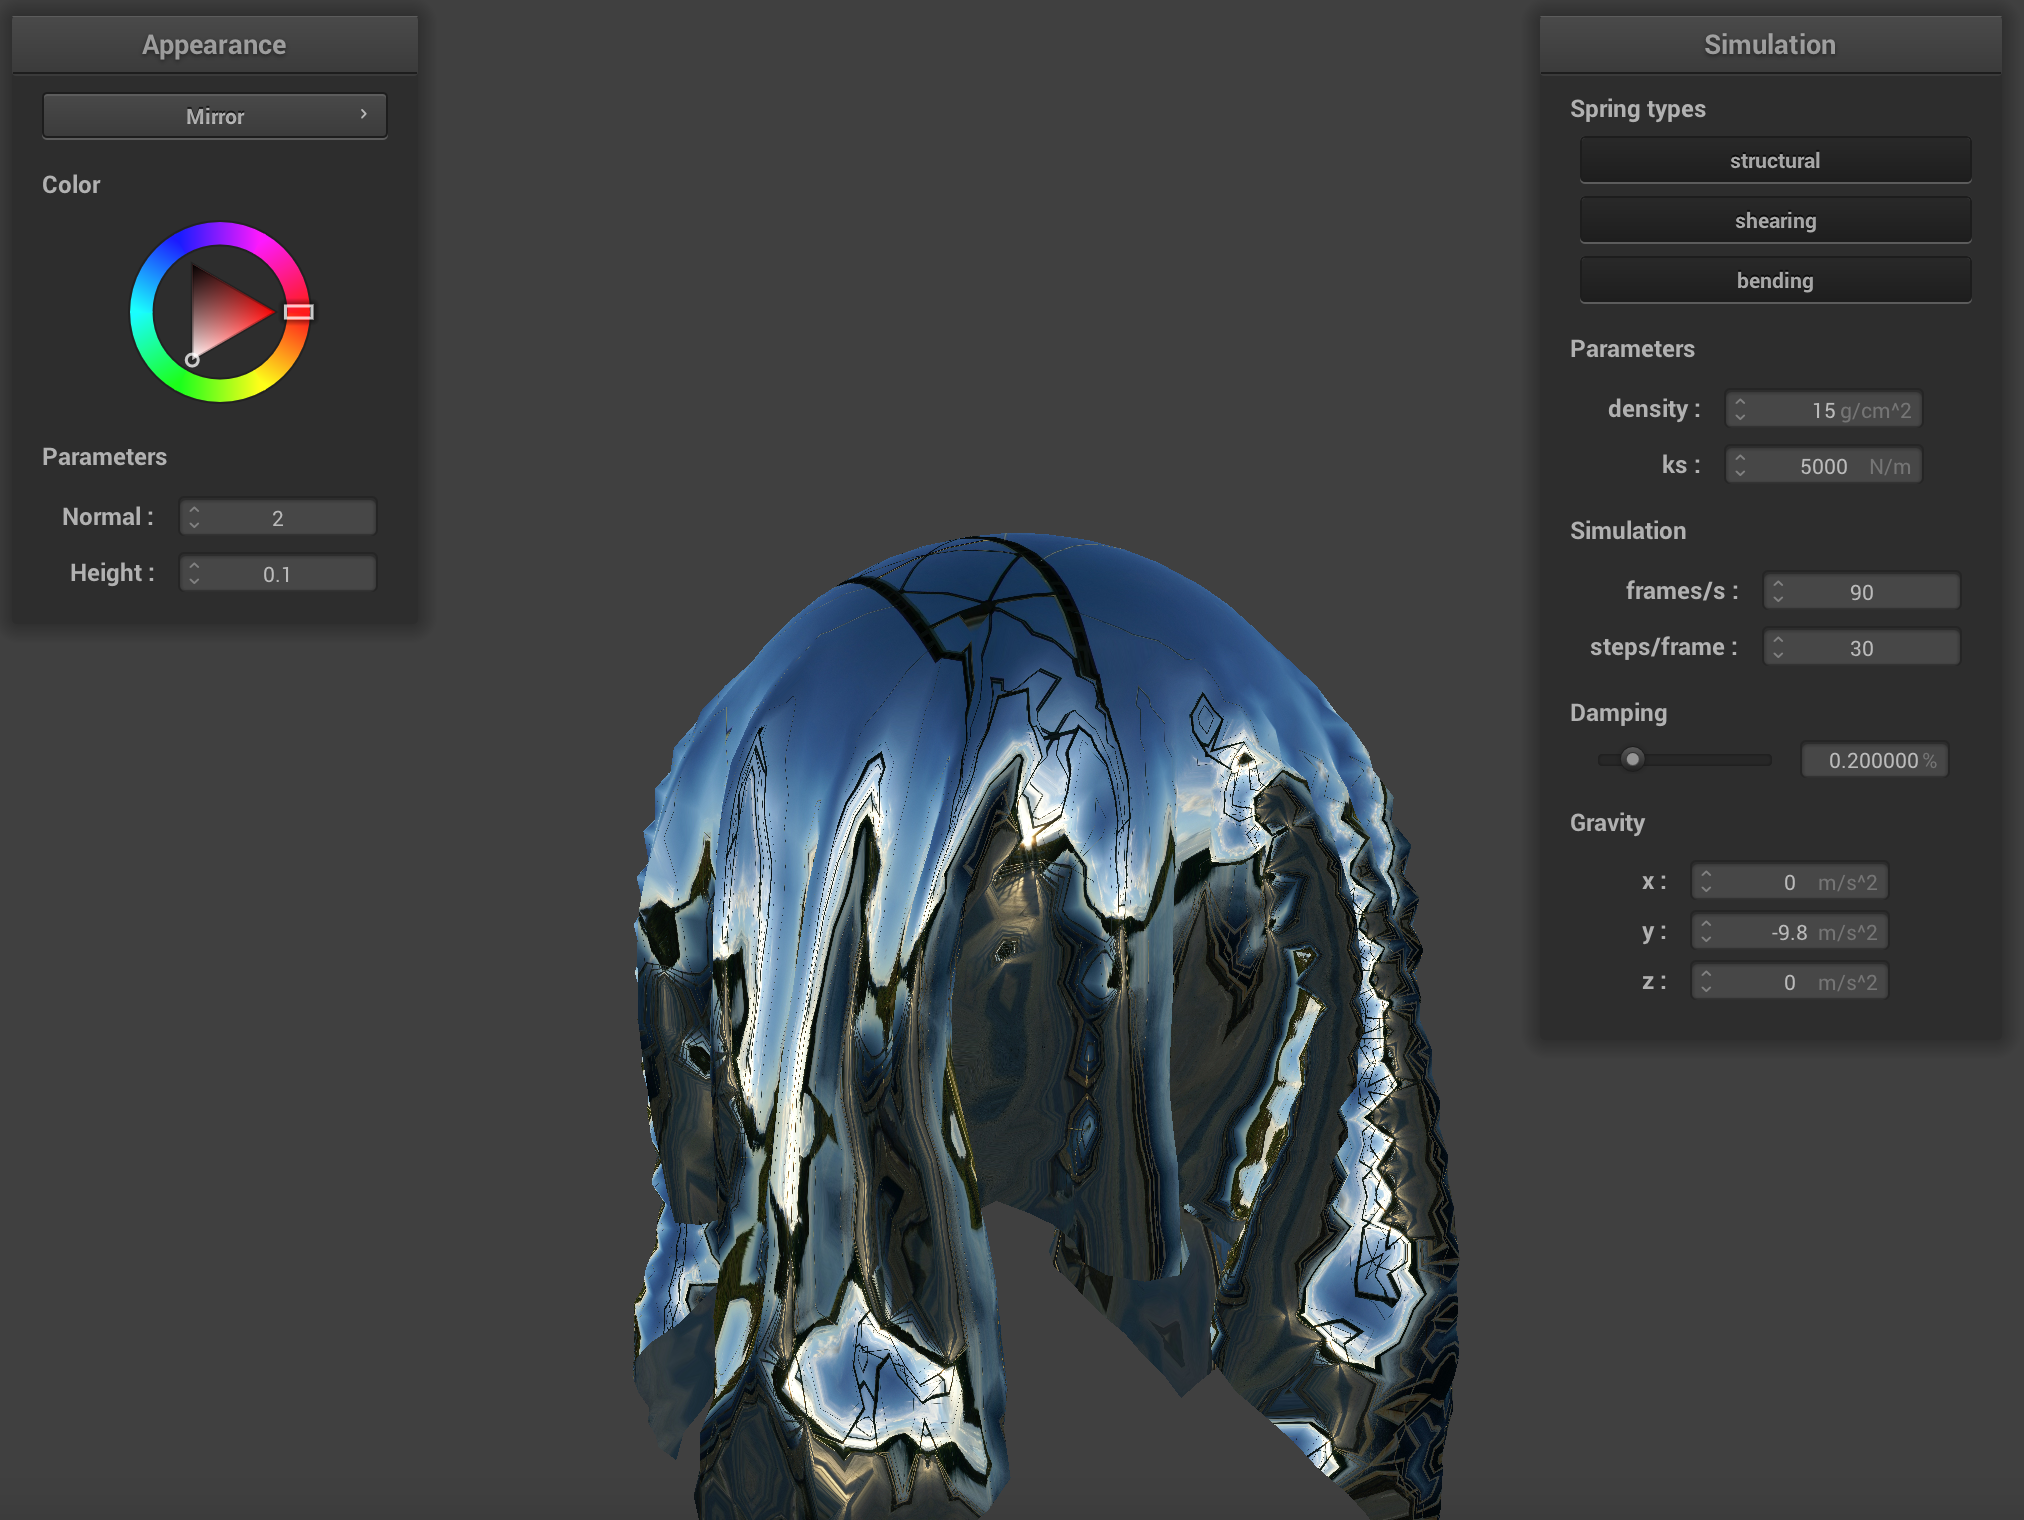 Appearance
Mirror
Color
Parameters
Normal : 2
Height : 0.1
Simulation
Spring types
structural
shearing
bending
Parameters
density : 15 g/cm^2
ks : 5000 N/m
Simulation
frames/s : 90
steps/frame : 30
Damping
0.200000 %
Gravity
x : 0 m/s^2
y : -9.8 m/s^2
z : 0 m/s^2